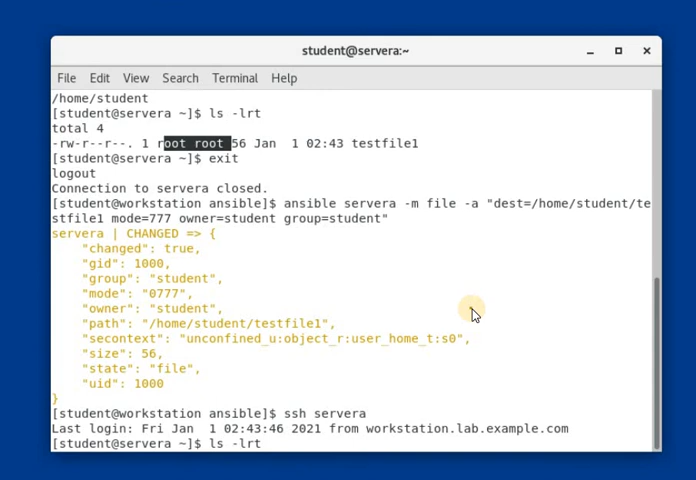 student@servera:~
File Edit View Search Terminal Help
/home/student
[student@servera ~]$ ls -lrt
total 4
-rw-r--r--. 1 root root 56 Jan  1 02:43 testfile1
[student@servera ~]$ exit
logout
Connection to servera closed.
[student@workstation ansible]$ ansible servera -m file -a "dest=/home/student/te
stfile1 mode=777 owner=student group=student"
servera | CHANGED => {
    "changed": true,
    "gid": 1000,
    "group": "student",
    "mode": "0777",
    "owner": "student",
    "path": "/home/student/testfile1",
    "secontext": "unconfined_u:object_r:user_home_t:s0",
    "size": 56,
    "state": "file",
    "uid": 1000
}
[student@workstation ansible]$ ssh servera
Last login: Fri Jan  1 02:43:46 2021 from workstation.lab.example.com
[student@servera ~]$ ls -lrt